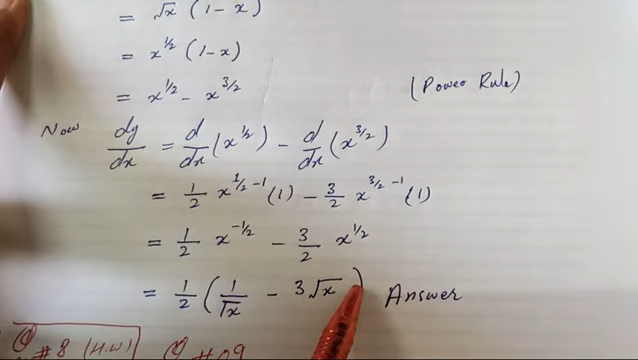 = √x (1 - x)
= x^1/2 (1 - x)
= x^1/2 - x^3/2 (Power Rule)
Now dy/dx = d/dx (x^1/2) - d/dx (x^3/2)
= 1/2 x^1/2-1 (1) - 3/2 x^3/2-1 (1)
= 1/2 x^-1/2 - 3/2 x^1/2
= 1/2 (1/√x - 3√x) Answer
Q #8 (H.W) Q #09